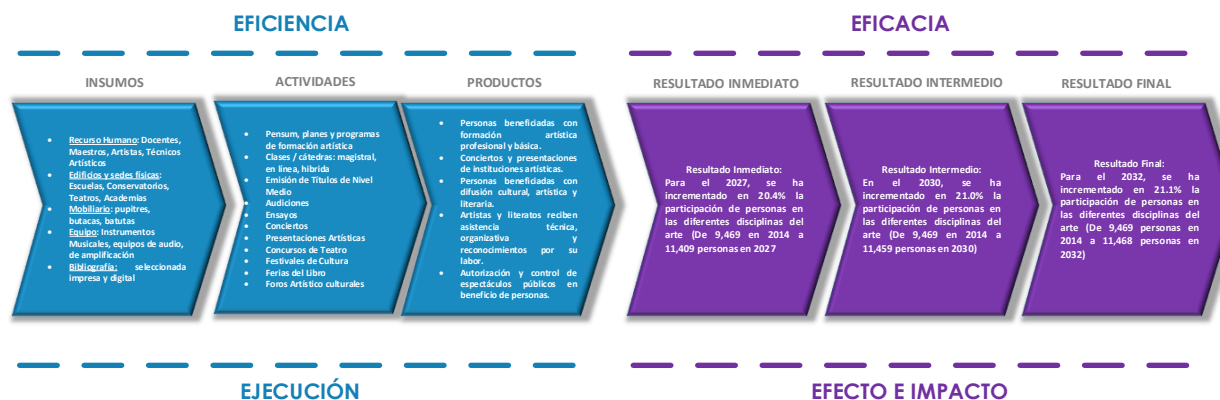 EFICIENCIA
EFICACIA
INSUMOS
ACTIVIDADES
PRODUCTOS
RESULTADO INMEDIATO
RESULTADO INTERMEDIO
RESULTADO FINAL
• Recurso Humano: Docentes,
Maestros, Artistas, Técnicos
Artísticos
• Edificios y sedes físicas:
Escuelas, Conservatorios,
Teatros, Academias
• Mobiliario: pupitres,
butacas, batutas
• Equipo: Instrumentos
Musicales, equipos de audio,
de amplificación
• Bibliografía: seleccionada
impresa y digital
• Pensum, planes y programas
de formación artística
• Clases / cátedras: magistral,
en línea, hibrida
• Emisión de Títulos de Nivel
Medio
• Audiciones
• Ensayos
• Conciertos
• Presentaciones Artísticas
• Concursos de Teatro
• Festivales de Cultura
• Ferias del Libro
• Foros Artístico culturales
• Personas beneficiadas con
formación artística
profesional y básica.
• Conciertos y presentaciones
de instituciones artísticas.
• Personas beneficiadas con
difusión cultural, artística y
literaria.
• Artistas y literatos reciben
asistencia técnica,
organizativa y
reconocimientos por su
labor.
• Autorización y control de
espectáculos públicos en
beneficio de personas.
Resultado Inmediato:
Para el 2027, se ha
incrementado en 20.4% la
participación de personas en
las diferentes disciplinas del
arte (De 9,469 en 2014 a
11,409 personas en 2027
Resultado Intermedio:
En el 2030, se ha
incrementado en 21.0% la
participación de personas en
las diferentes disciplinas del
arte (De 9,469 en 2014 a
11,459 personas en 2030)
Resultado Final:
Para el 2032, se ha
incrementado en 21.1% la
participación de personas en
las diferentes disciplinas del
arte (De 9,469 personas en
2014 a 11,468 personas en
2032)
EJECUCIÓN
EFECTO E IMPACTO